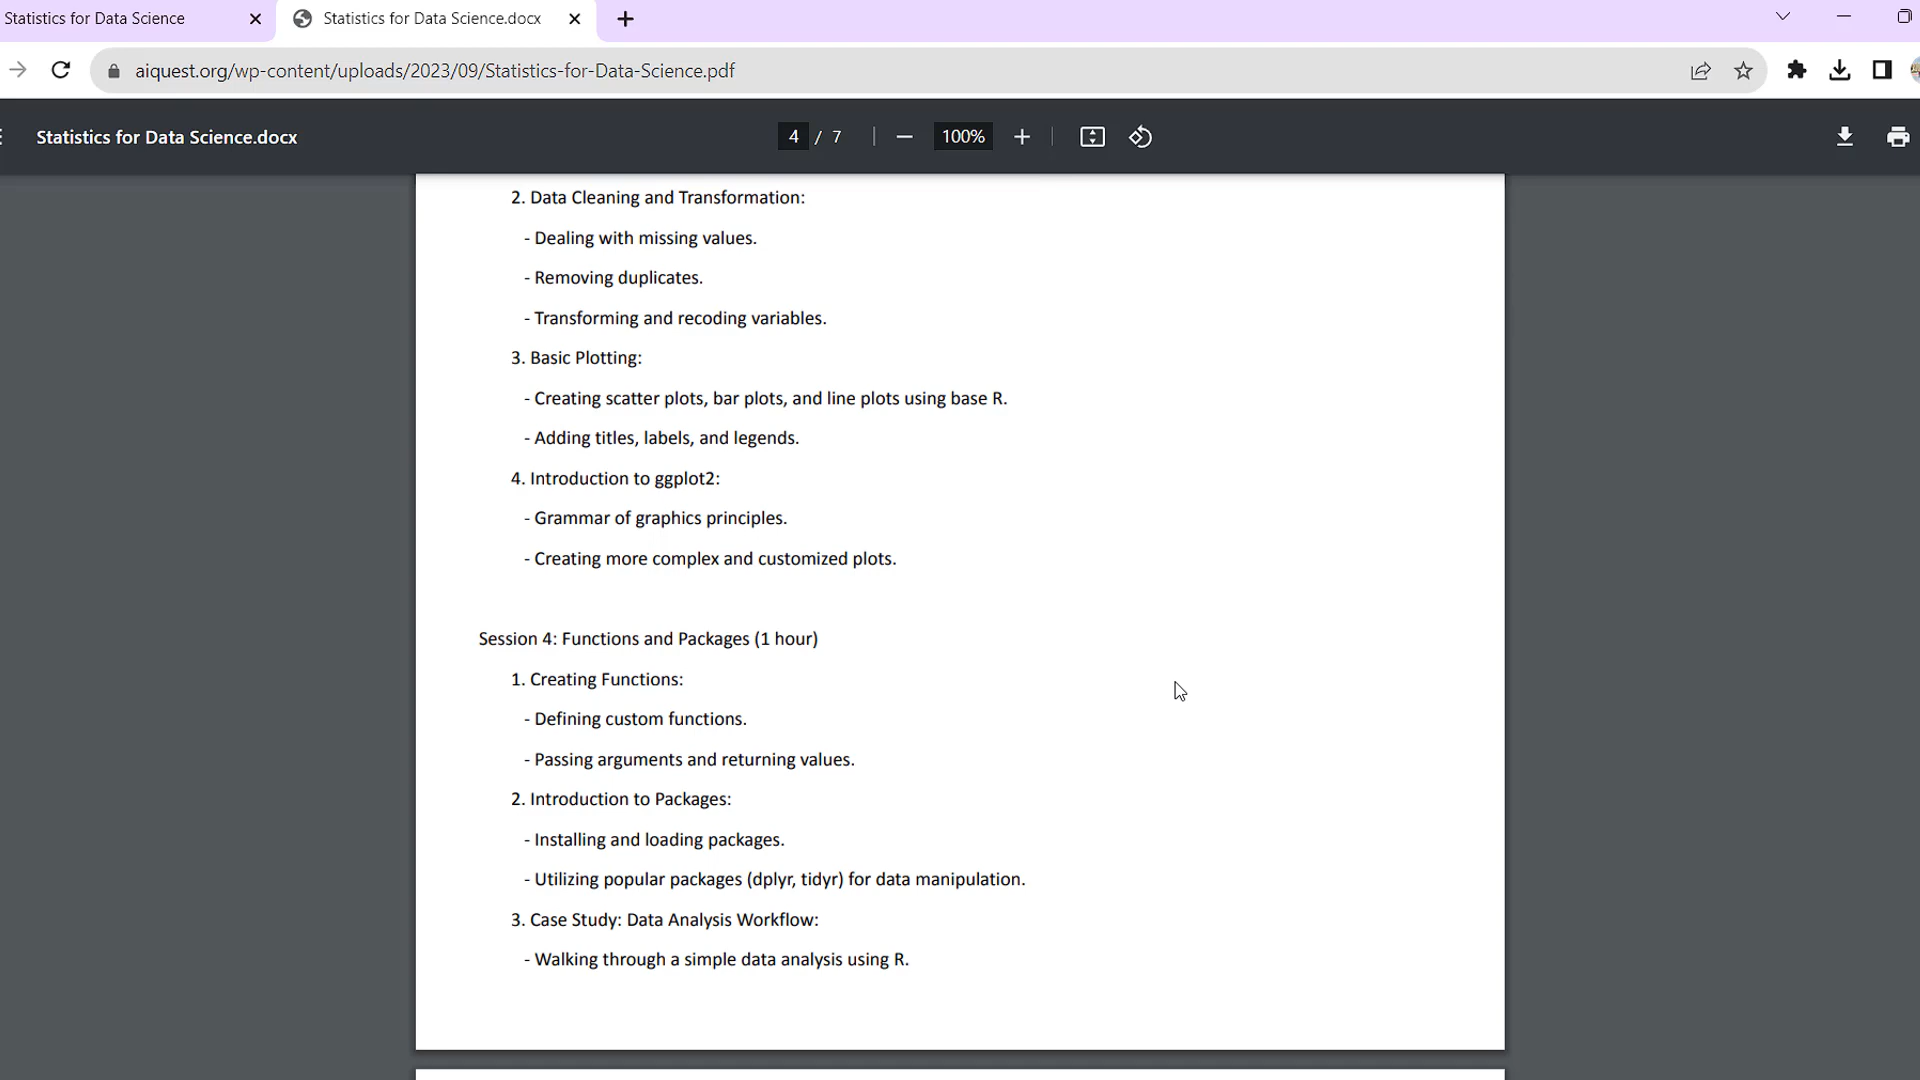 Statistics for Data Science
Statistics for Data Science.docx
aiquest.org/wp-content/uploads/2023/09/Statistics-for-Data-Science.pdf
Statistics for Data Science.docx
4 / 7
100%
2. Data Cleaning and Transformation:
- Dealing with missing values.
- Removing duplicates.
- Transforming and recoding variables.
3. Basic Plotting:
- Creating scatter plots, bar plots, and line plots using base R.
- Adding titles, labels, and legends.
4. Introduction to ggplot2:
- Grammar of graphics principles.
- Creating more complex and customized plots.
Session 4: Functions and Packages (1 hour)
1. Creating Functions:
- Defining custom functions.
- Passing arguments and returning values.
2. Introduction to Packages:
- Installing and loading packages.
- Utilizing popular packages (dplyr, tidyr) for data manipulation.
3. Case Study: Data Analysis Workflow:
- Walking through a simple data analysis using R.